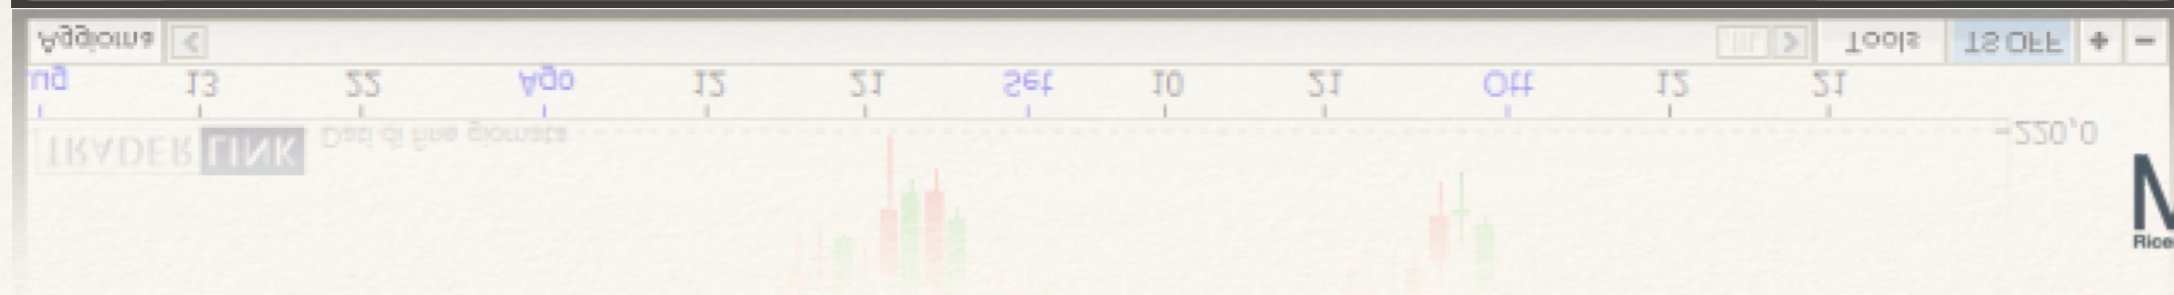 Aggiorna Tools TS OFF + -
ug 13 22 Ago 12 21 Set 10 21 Ott 12 21
TRADERLINK Dati di fine giornata 220,0